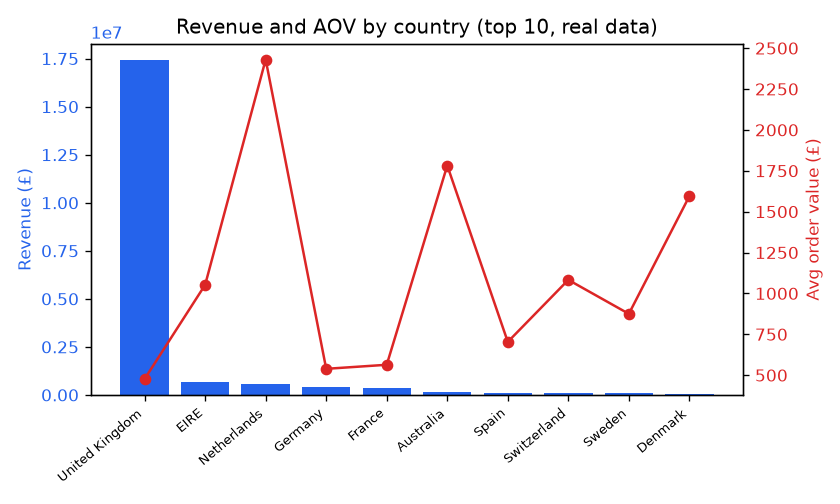 Revenue and AOV by country (top 10, real data)
1e7
Revenue (£)
1.75
1.50
1.25
1.00
0.75
0.50
0.25
0.00
2500
2250
2000
1750
1500
1250
1000
750
500
Avg order value (£)
United Kingdom
EIRE
Netherlands
Germany
France
Australia
Spain
Switzerland
Sweden
Denmark